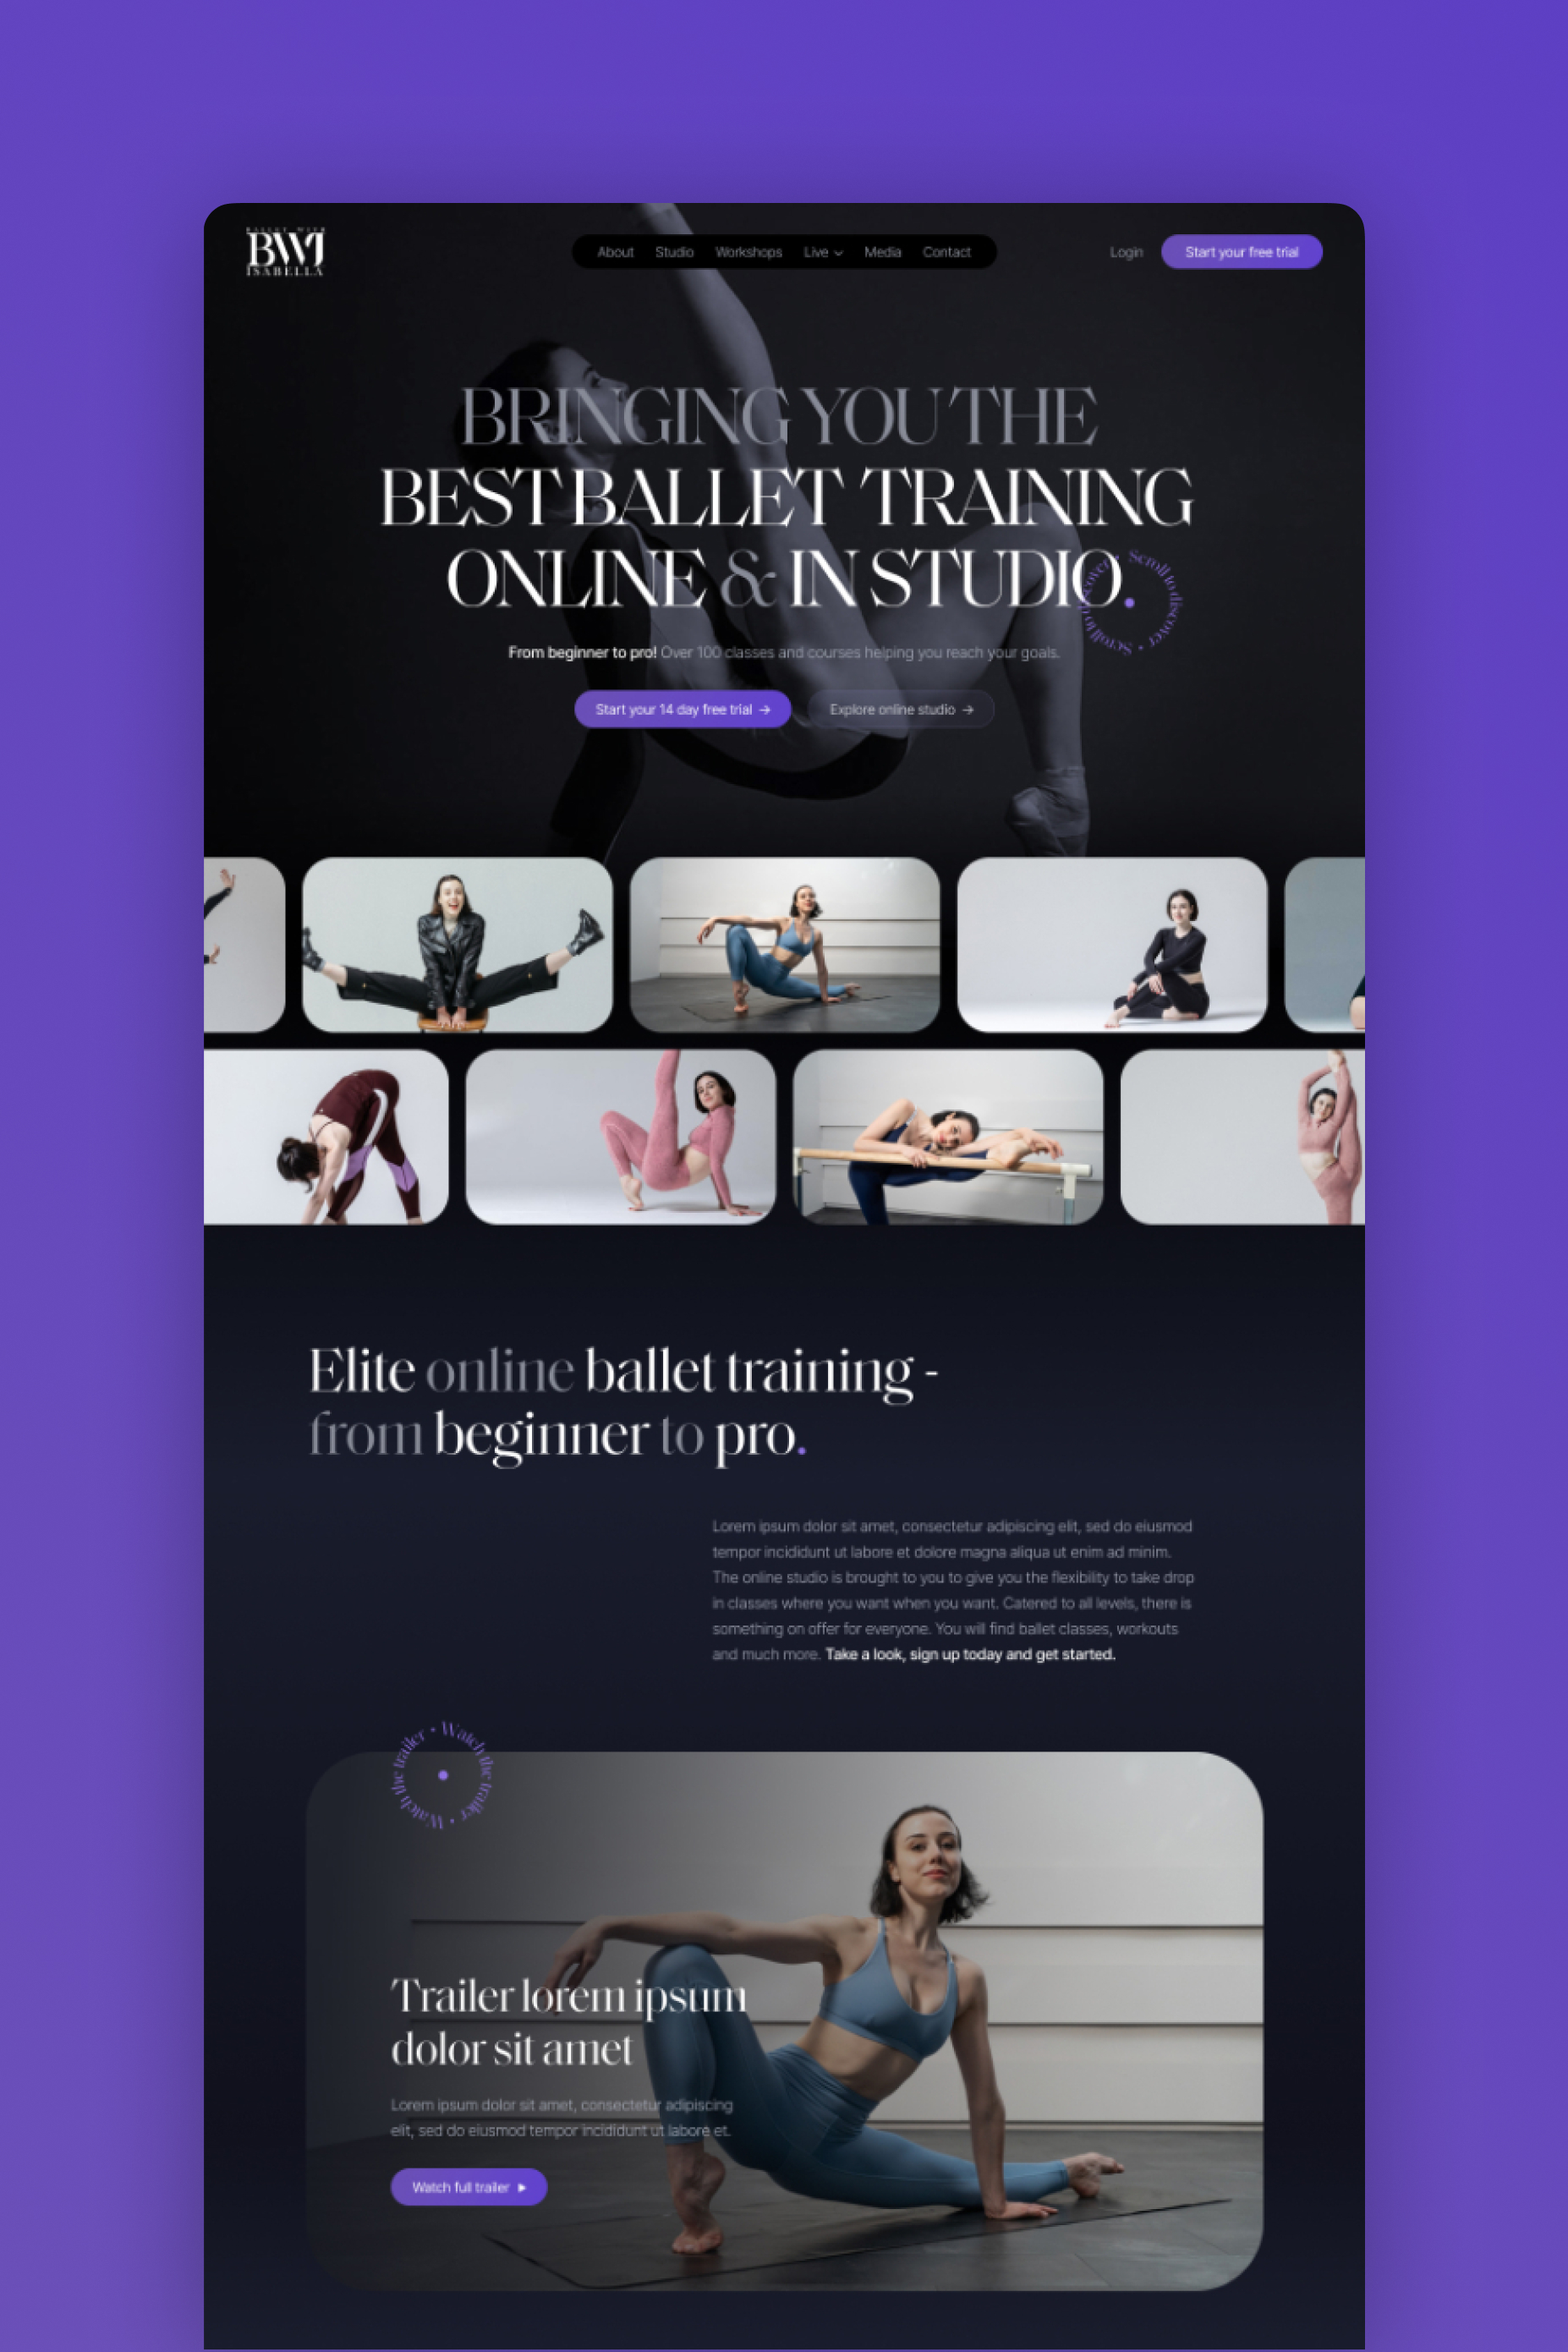 BALLET WITH
BWI
ISABELLA
About Studio Workshops Live Media Contact
Login
Start your free trial
BRINGING YOU THE
BEST BALLET TRAINING
ONLINE & IN STUDIO.
Scroll to discover • Scroll to discover •
From beginner to pro! Over 100 classes and courses helping you reach your goals.
Start your 14 day free trial →
Explore online studio →
Elite online ballet training -
from beginner to pro.
Lorem ipsum dolor sit amet, consectetur adipiscing elit, sed do eiusmod
tempor incididunt ut labore et dolore magna aliqua ut enim ad minim.
The online studio is brought to you to give you the flexibility to take drop
in classes where you want when you want. Catered to all levels, there is
something on offer for everyone. You will find ballet classes, workouts
and much more. Take a look, sign up today and get started.
Watch the trailer • Watch the trailer •
Trailer lorem ipsum
dolor sit amet
Lorem ipsum dolor sit amet, consectetur adipiscing
elit, sed do eiusmod tempor incididunt ut labore et.
Watch full trailer